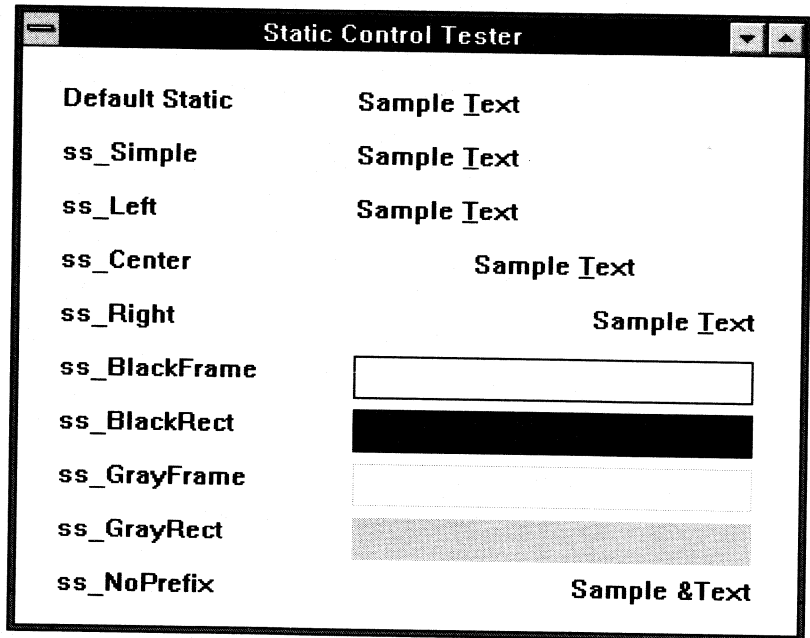 Static Control Tester
Default Static Sample Text
ss_Simple Sample Text
ss_Left Sample Text
ss_Center Sample Text
ss_Right Sample Text
ss_BlackFrame
ss_BlackRect
ss_GrayFrame
ss_GrayRect
ss_NoPrefix Sample &Text